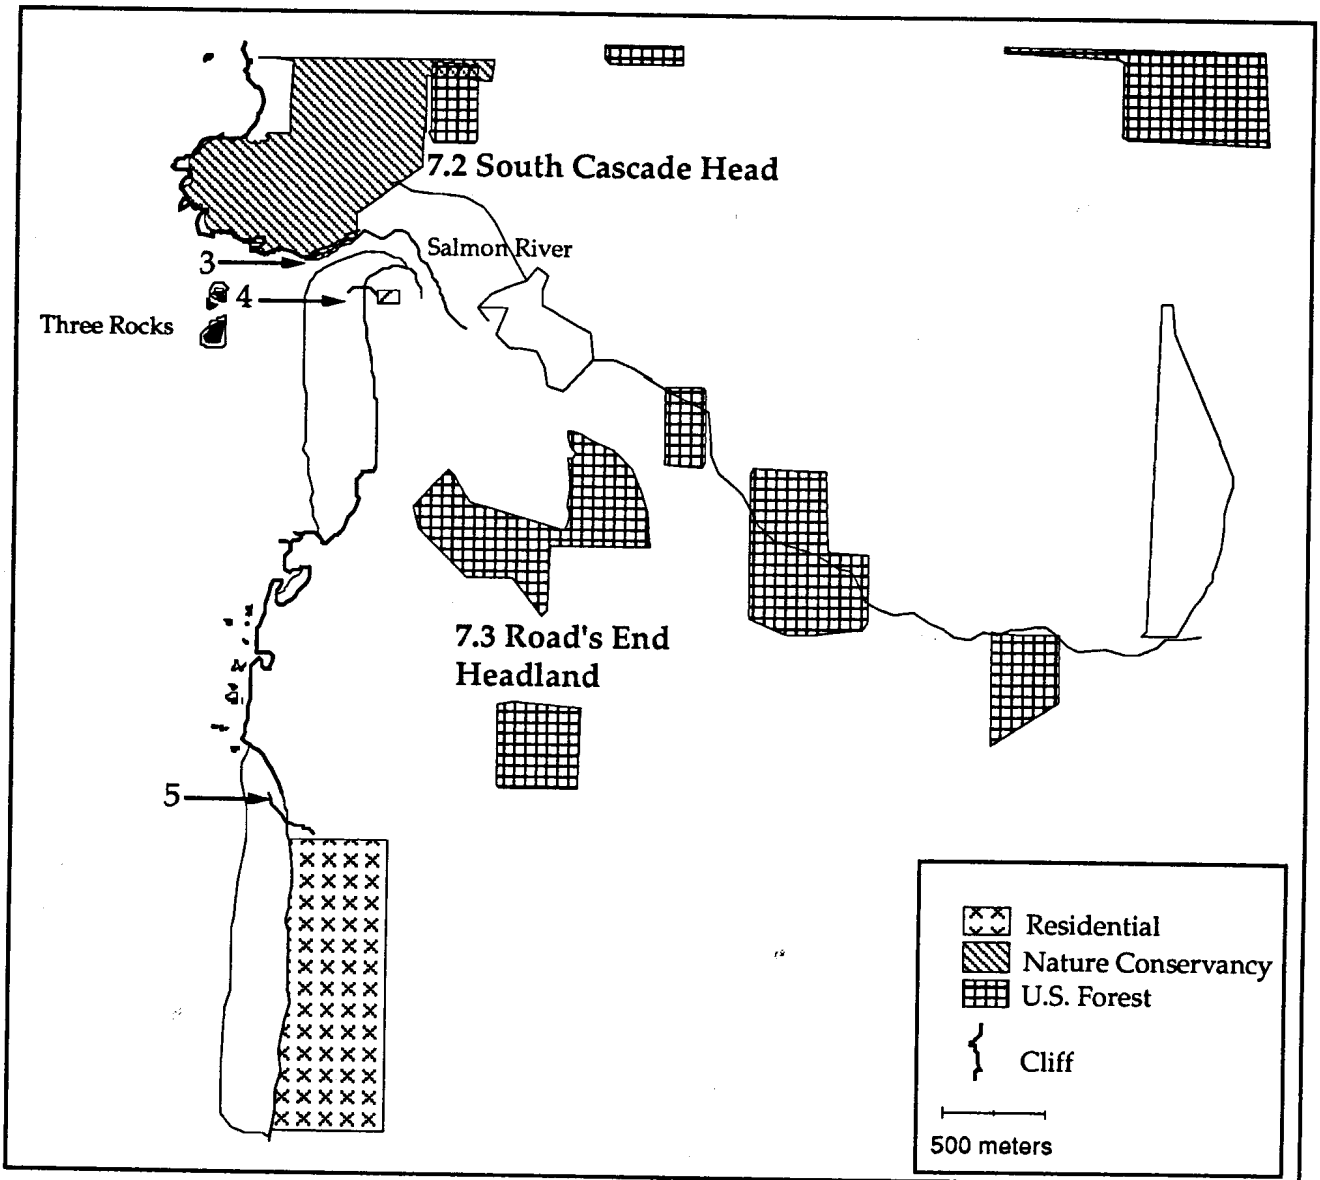 7.2 South Cascade Head
Salmon River
3
4
Three Rocks
7.3 Road's End
Headland
5
Residential
Nature Conservancy
U.S. Forest
Cliff
500 meters